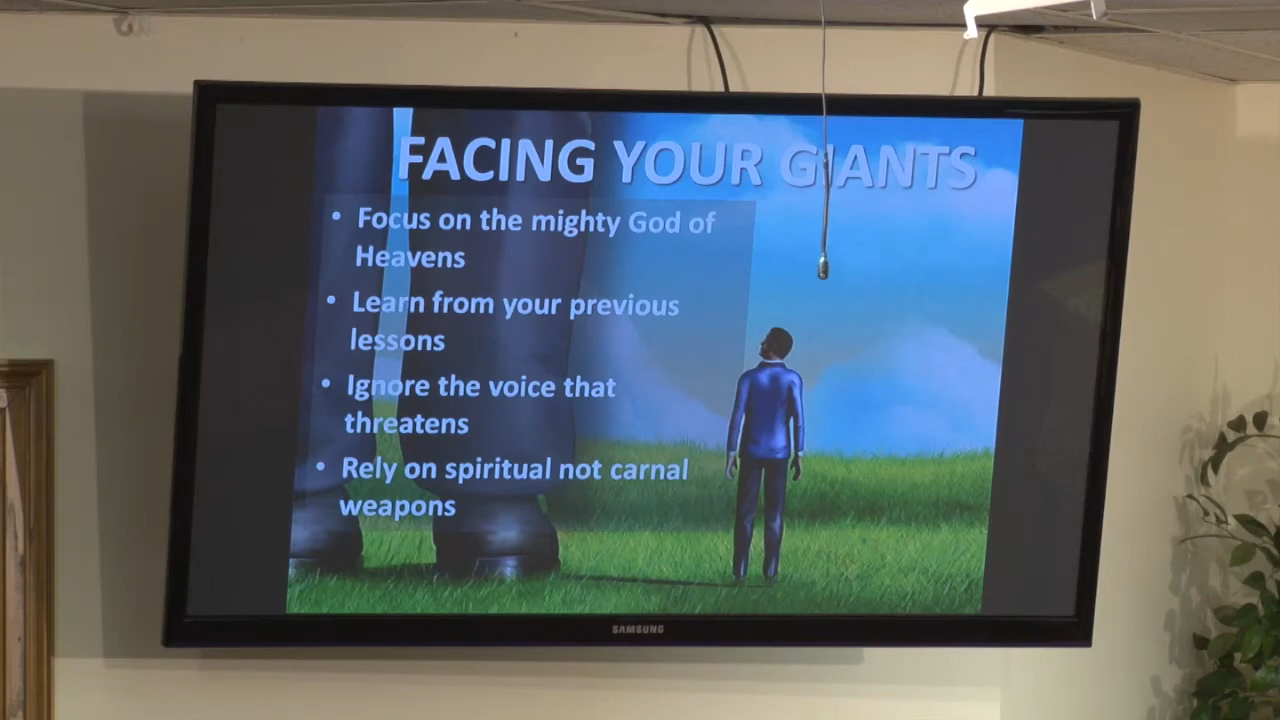 FACING YOUR GIANTS
• Focus on the mighty God of
Heavens
• Learn from your previous
lessons
• Ignore the voice that
threatens
• Rely on spiritual not carnal
weapons
SAMSUNG